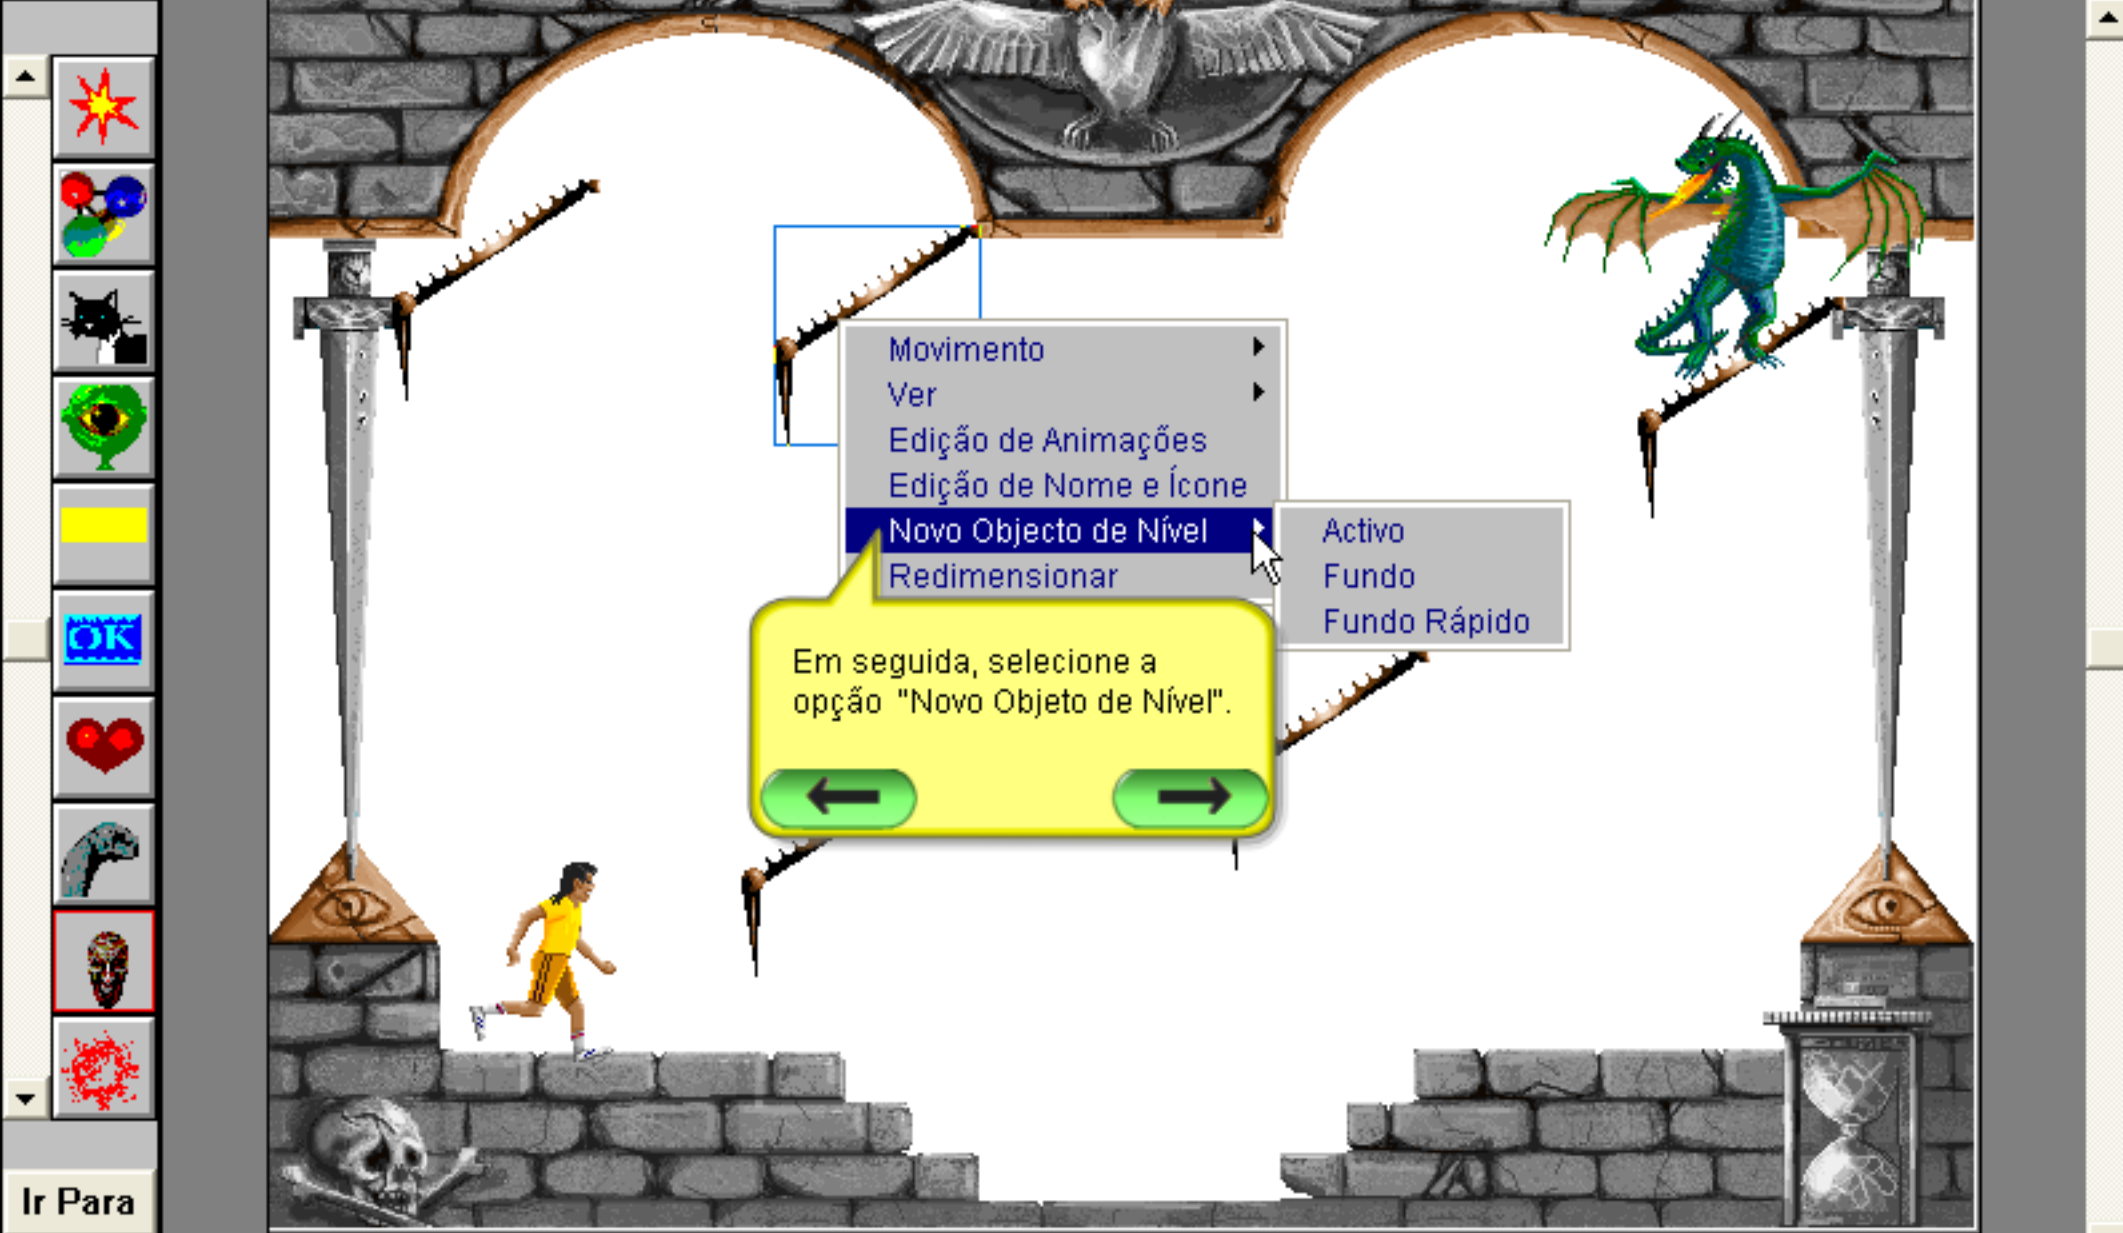 Movimento
Ver
Edição de Animações
Edição de Nome e Ícone
Novo Objecto de Nível
Redimensionar
Activo
Fundo
Fundo Rápido
Em seguida, selecione a
opção "Novo Objeto de Nível".
OK
Ir Para